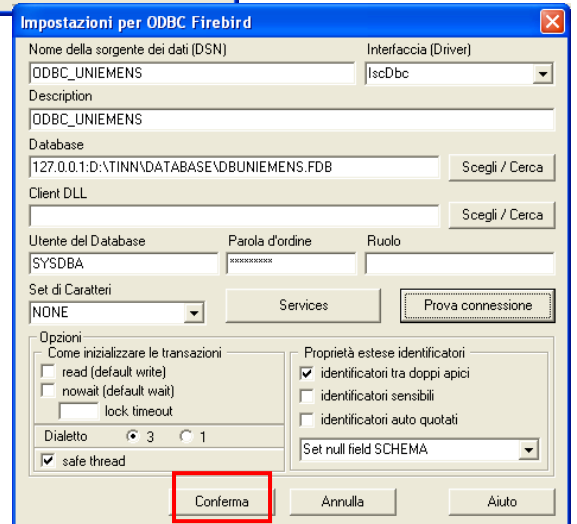 Impostazioni per ODBC Firebird
Nome della sorgente dei dati (DSN) Interfaccia (Driver)
ODBC_UNIEMENS IscDbc
Description
ODBC_UNIEMENS
Database
127.0.0.1:D:\TINN\DATABASE\DBUNIEMENS.FDB Scegli / Cerca
Client DLL
Scegli / Cerca
Utente del Database Parola d'ordine Ruolo
SYSDBA *********
Set di Caratteri
NONE Services Prova connessione
Opzioni
Come inizializzare le transazioni Proprietà estese identificatori
read (default write) identificatori tra doppi apici
nowait (default wait) identificatori sensibili
lock timeout identificatori auto quotati
Dialetto 3 1 Set null field SCHEMA
safe thread
Conferma Annulla Aiuto